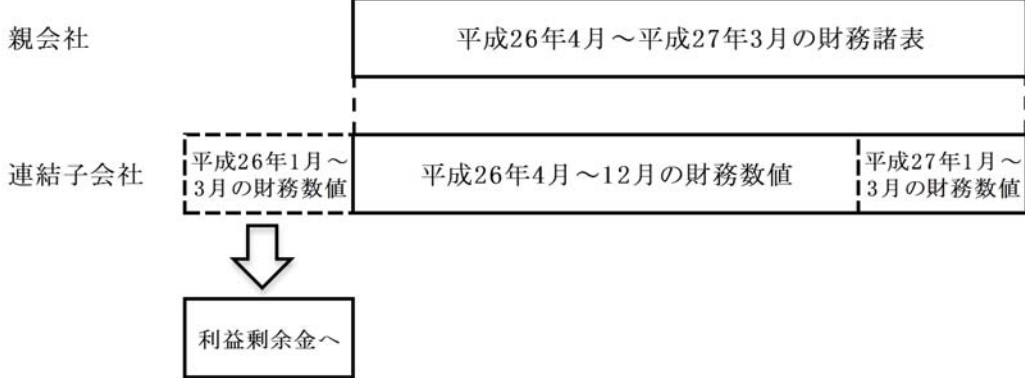 親会社
平成26年4月～平成27年3月の財務諸表
連結子会社
平成26年1月～
3月の財務数値
平成26年4月～12月の財務数値
平成27年1月～
3月の財務数値
利益剰余金へ